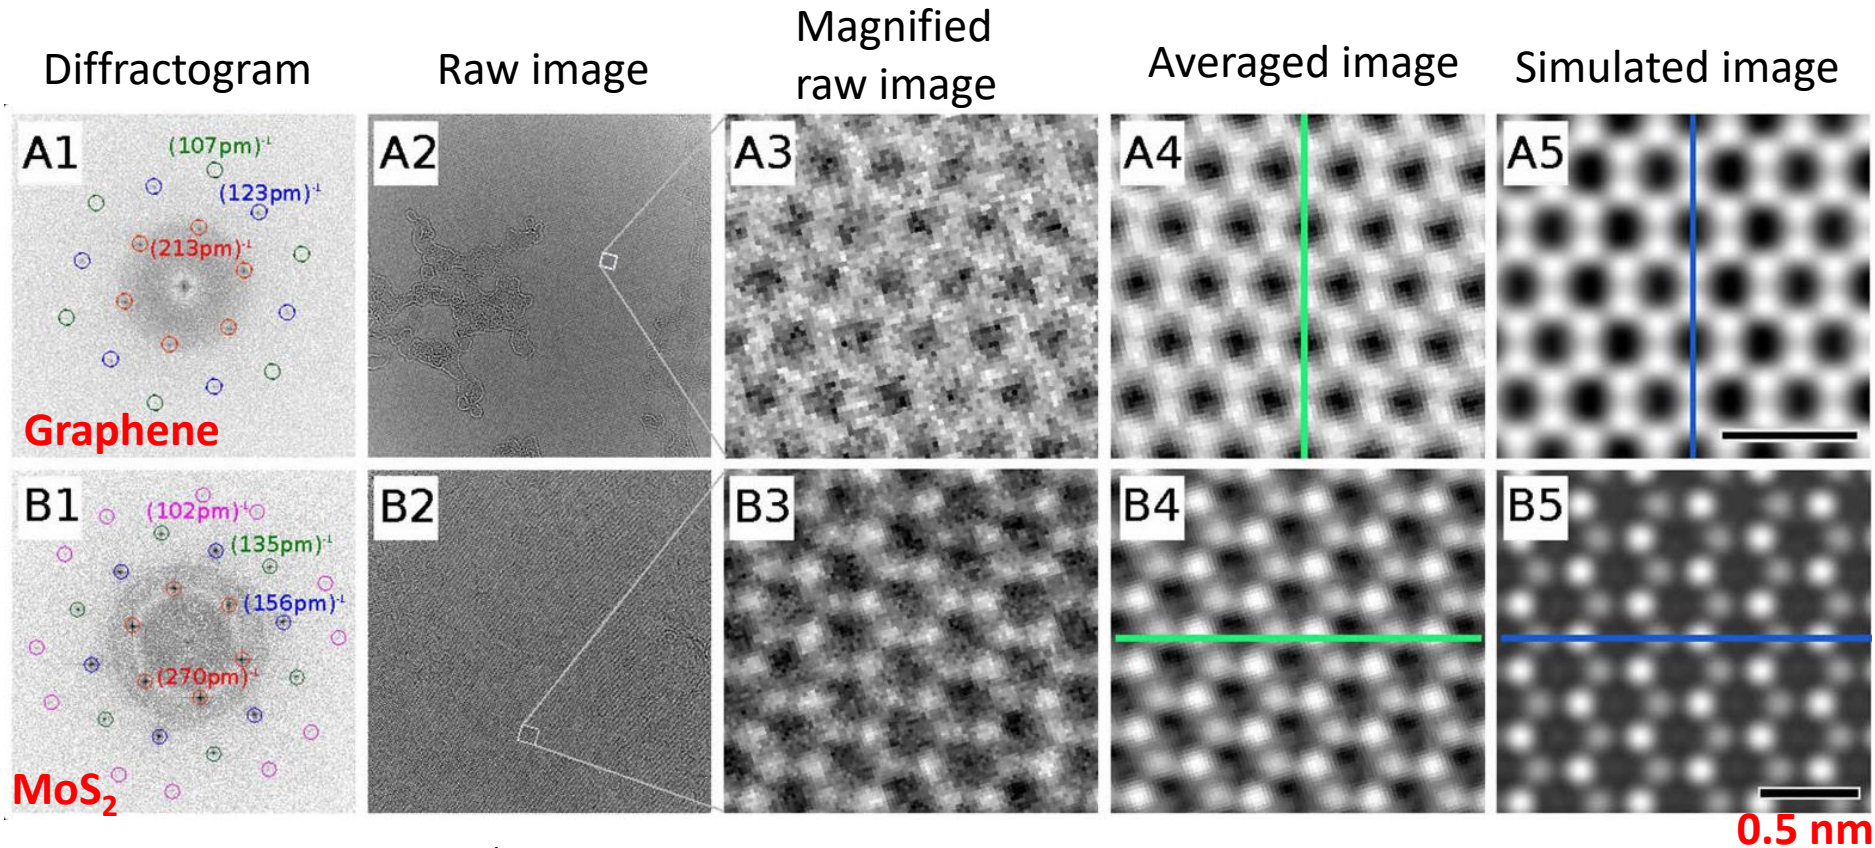 Diffractogram
Raw image
Magnified
raw image
Averaged image
Simulated image
A1
(107pm)⁻¹
(123pm)⁻¹
(213pm)⁻¹
Graphene
A2
A3
A4
A5
B1
(102pm)⁻¹
(135pm)⁻¹
(156pm)⁻¹
(270pm)⁻¹
MoS₂
B2
B3
B4
B5
0.5 nm